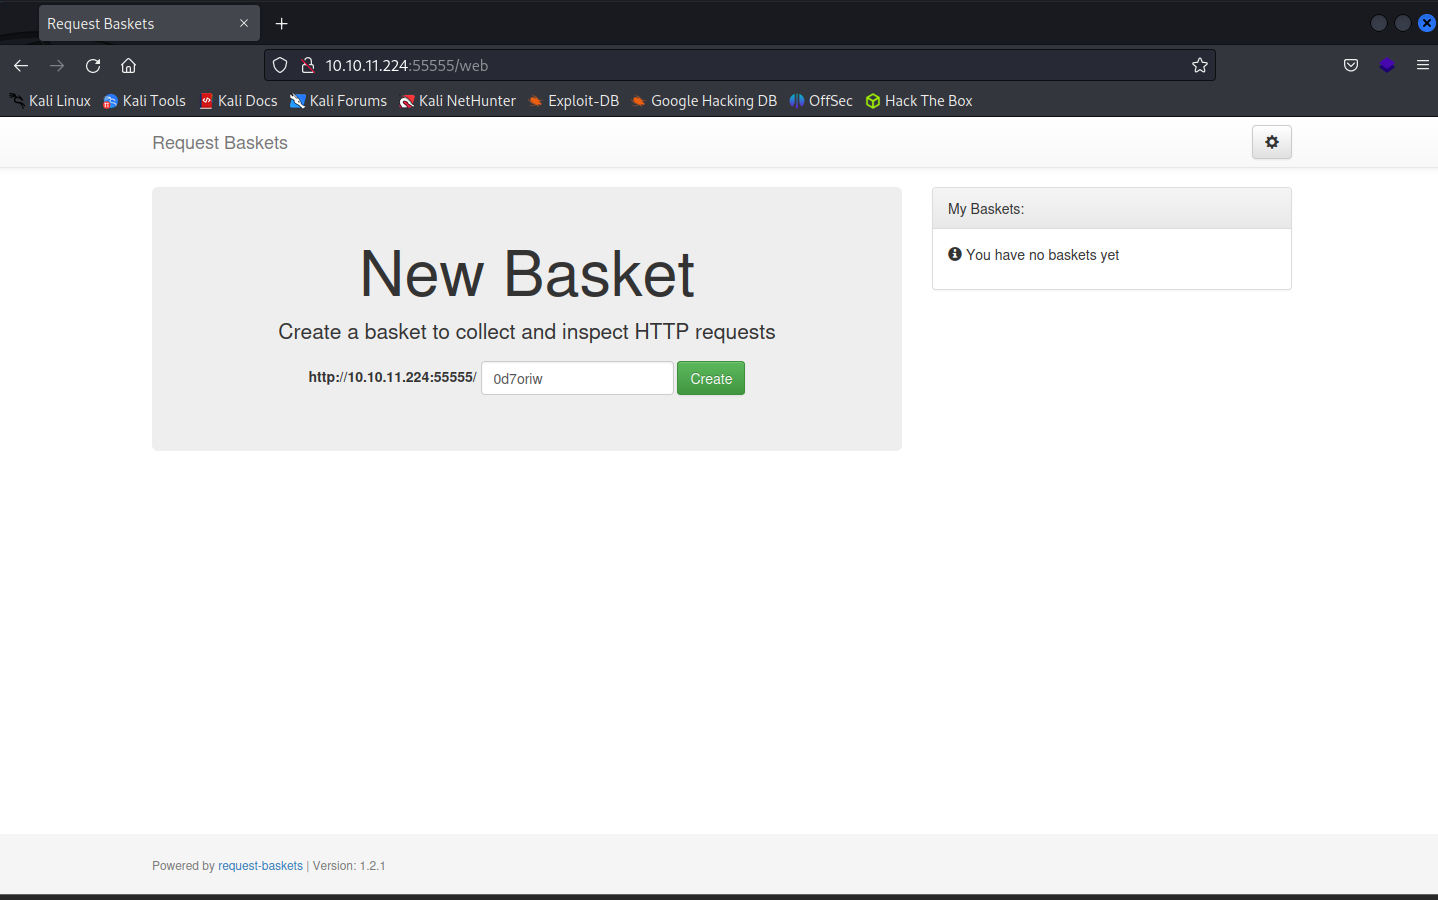 Request Baskets
10.10.11.224:55555/web
Kali Linux Kali Tools Kali Docs Kali Forums Kali NetHunter Exploit-DB Google Hacking DB OffSec Hack The Box
Request Baskets
New Basket
Create a basket to collect and inspect HTTP requests
http://10.10.11.224:55555/ 0d7oriw Create
My Baskets:
You have no baskets yet
Powered by request-baskets | Version: 1.2.1